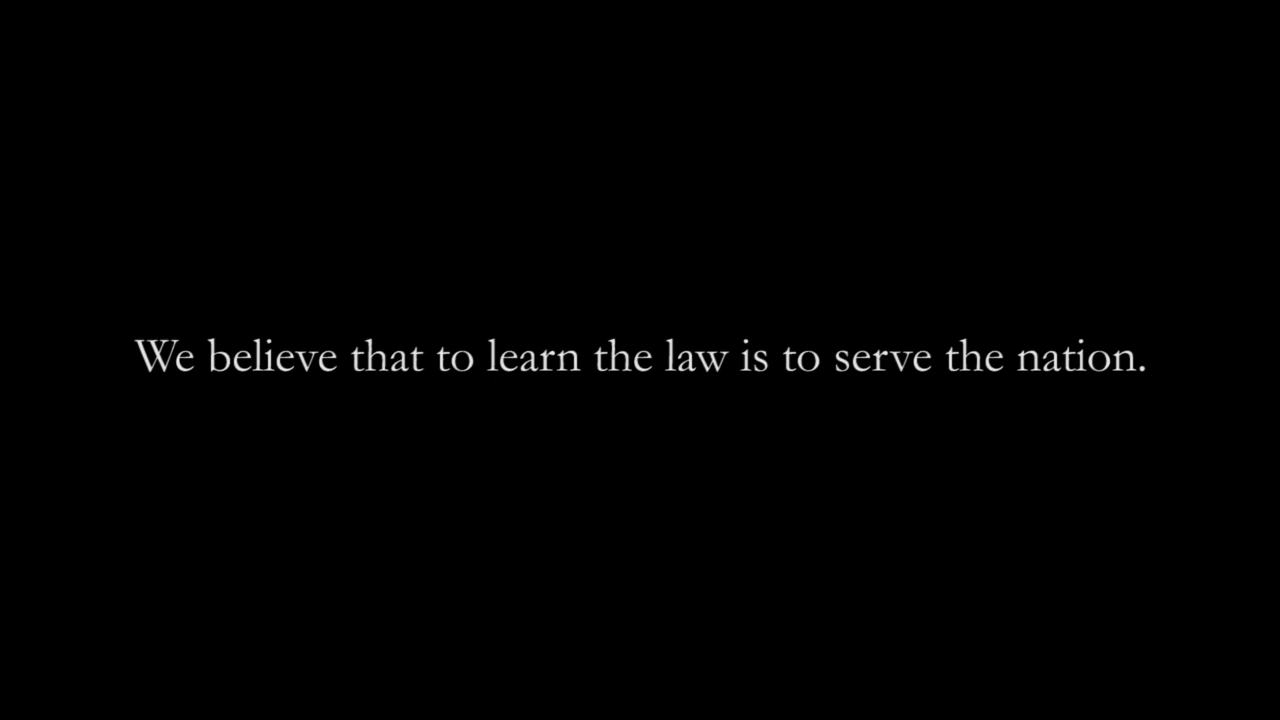 We believe that to learn the law is to serve the nation.